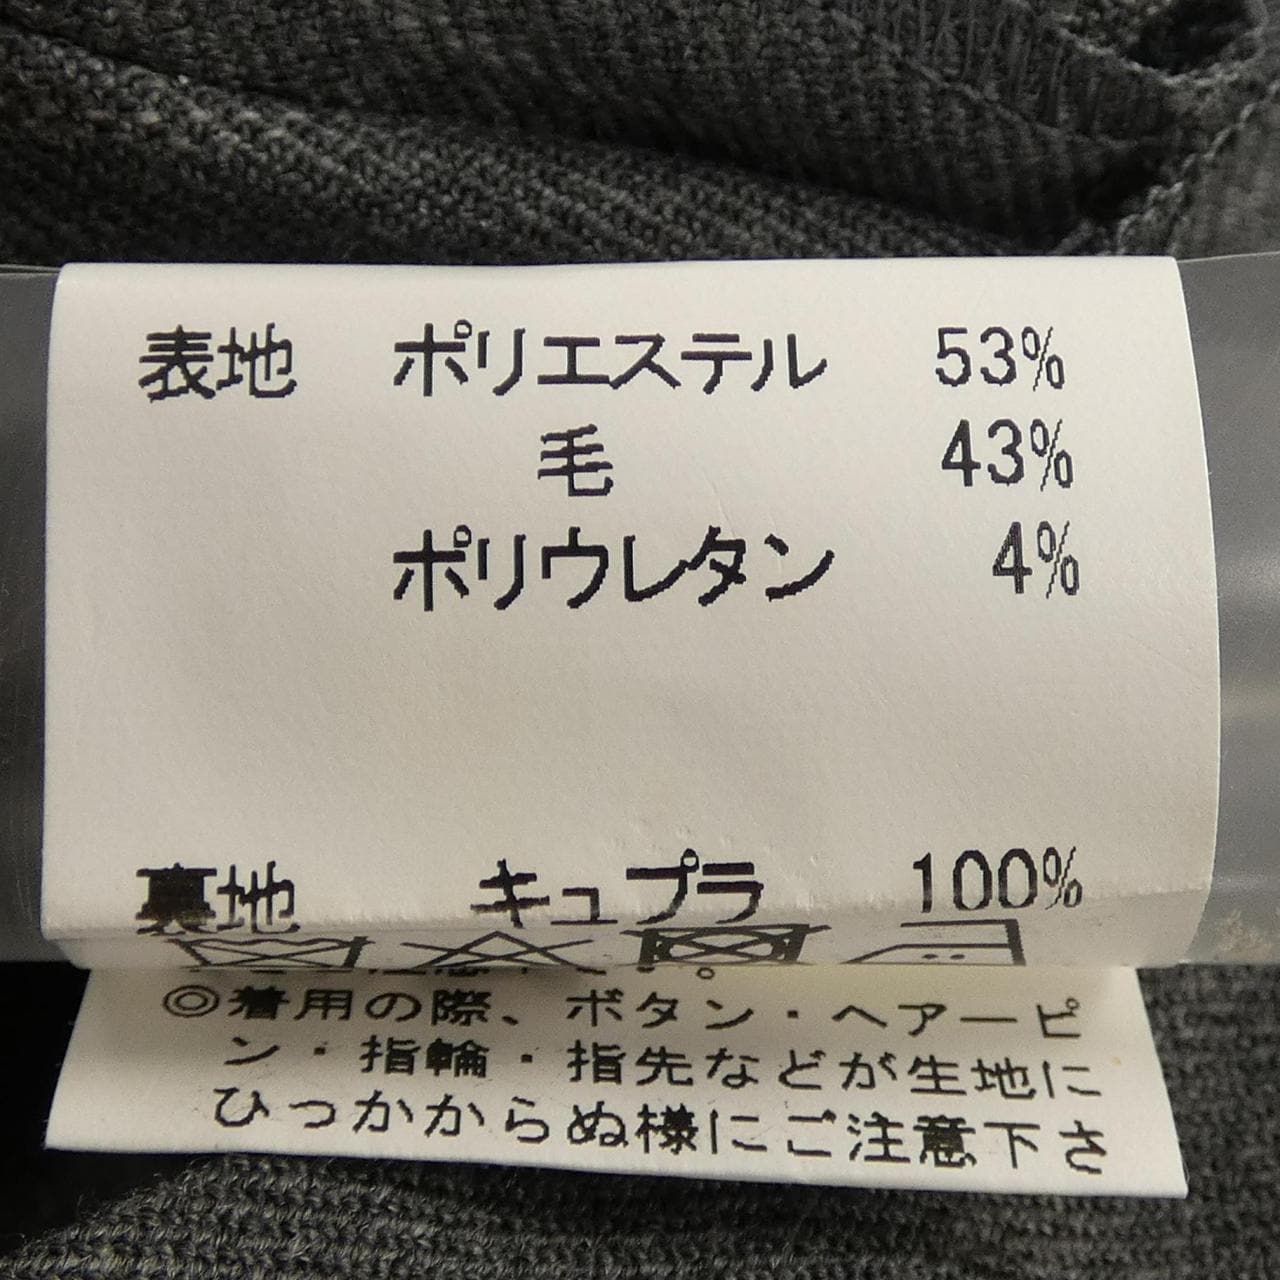 表地 ポリエステル 53%
毛 43%
ポリウレタン 4%
裏地 キュプラ 100%
◎着用の際、ボタン・ヘアーピ
ン・指輪・指先などが生地に
ひっかからぬ様にご注意下さ